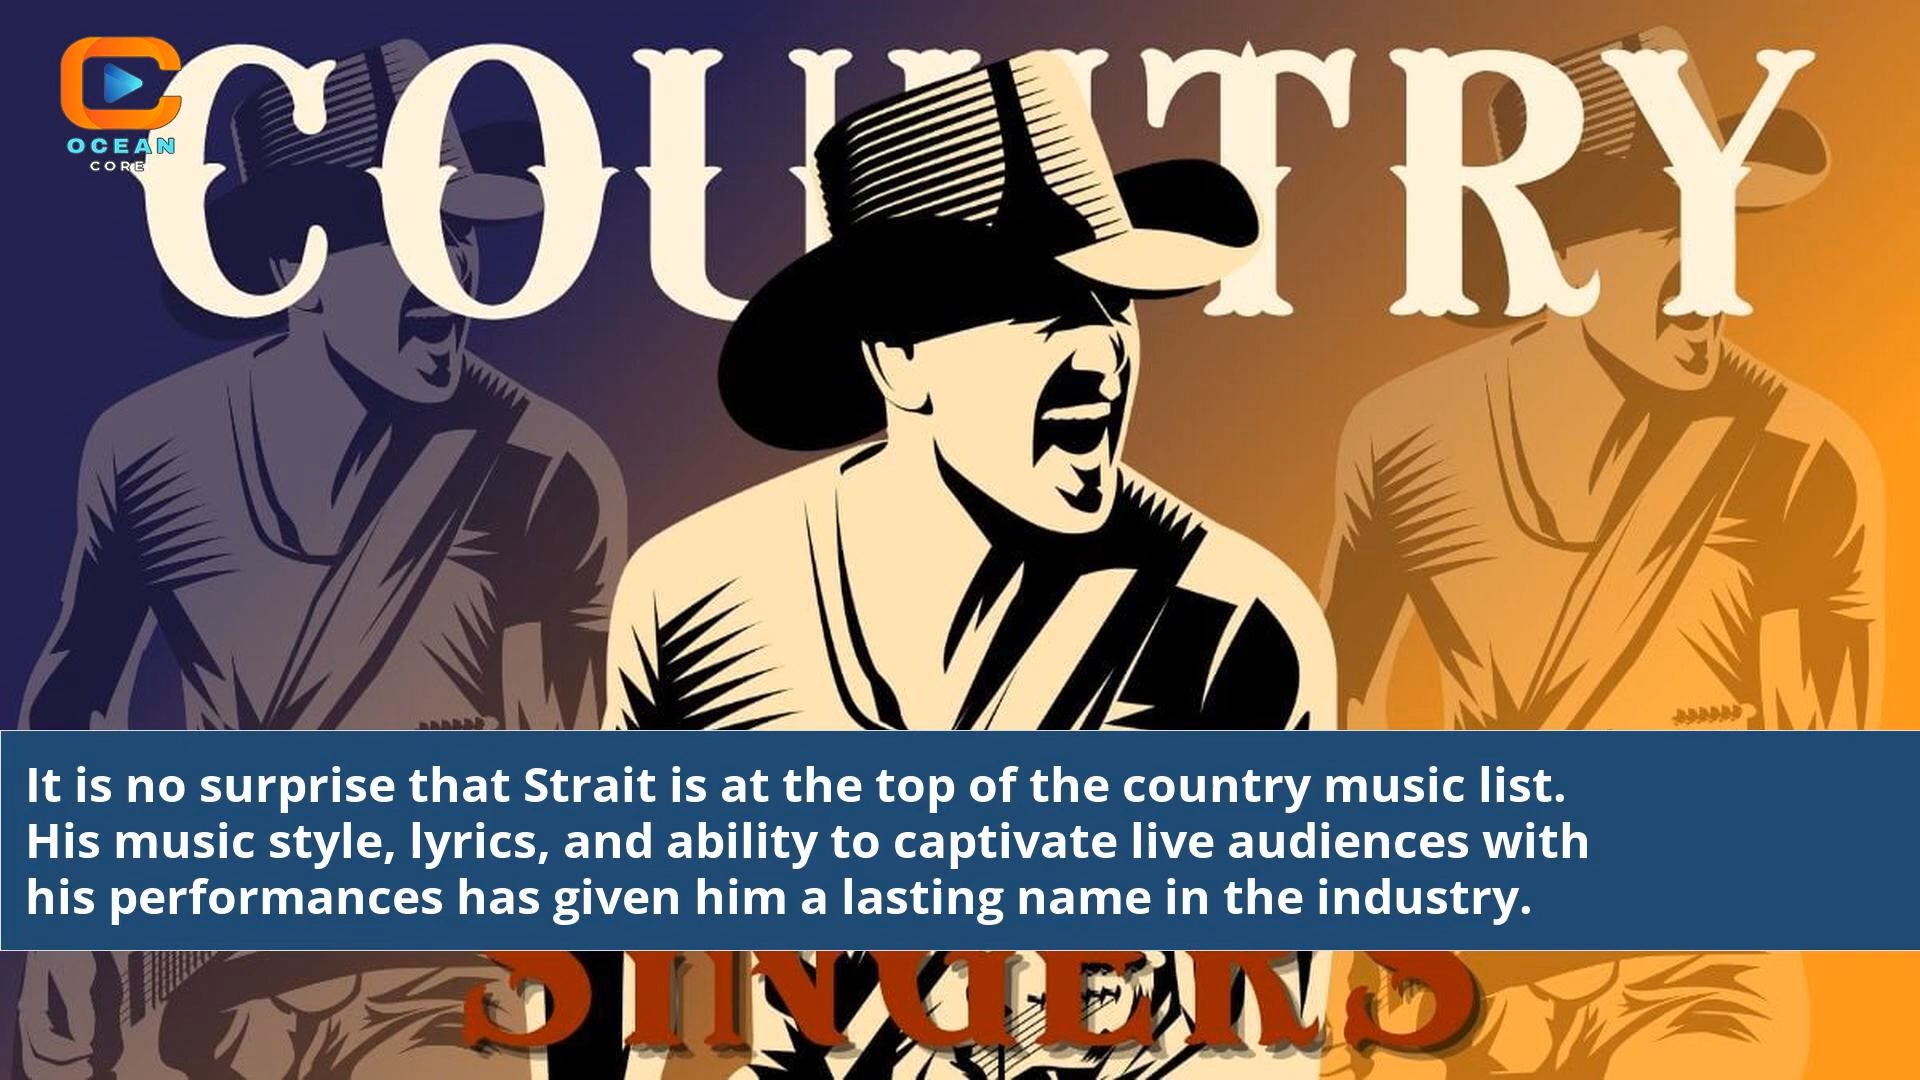 COUNTRY
OCEAN
CORE
It is no surprise that Strait is at the top of the country music list.
His music style, lyrics, and ability to captivate live audiences with
his performances has given him a lasting name in the industry.
SINGERS